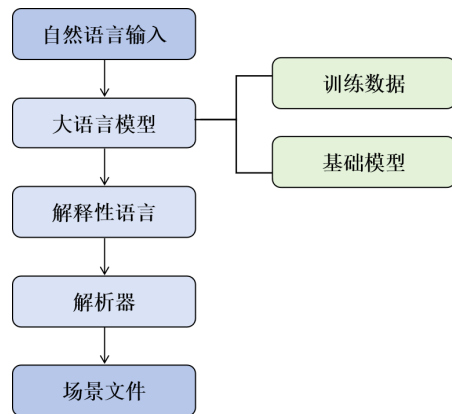 自然语言输入
大语言模型
训练数据
基础模型
解释性语言
解析器
场景文件